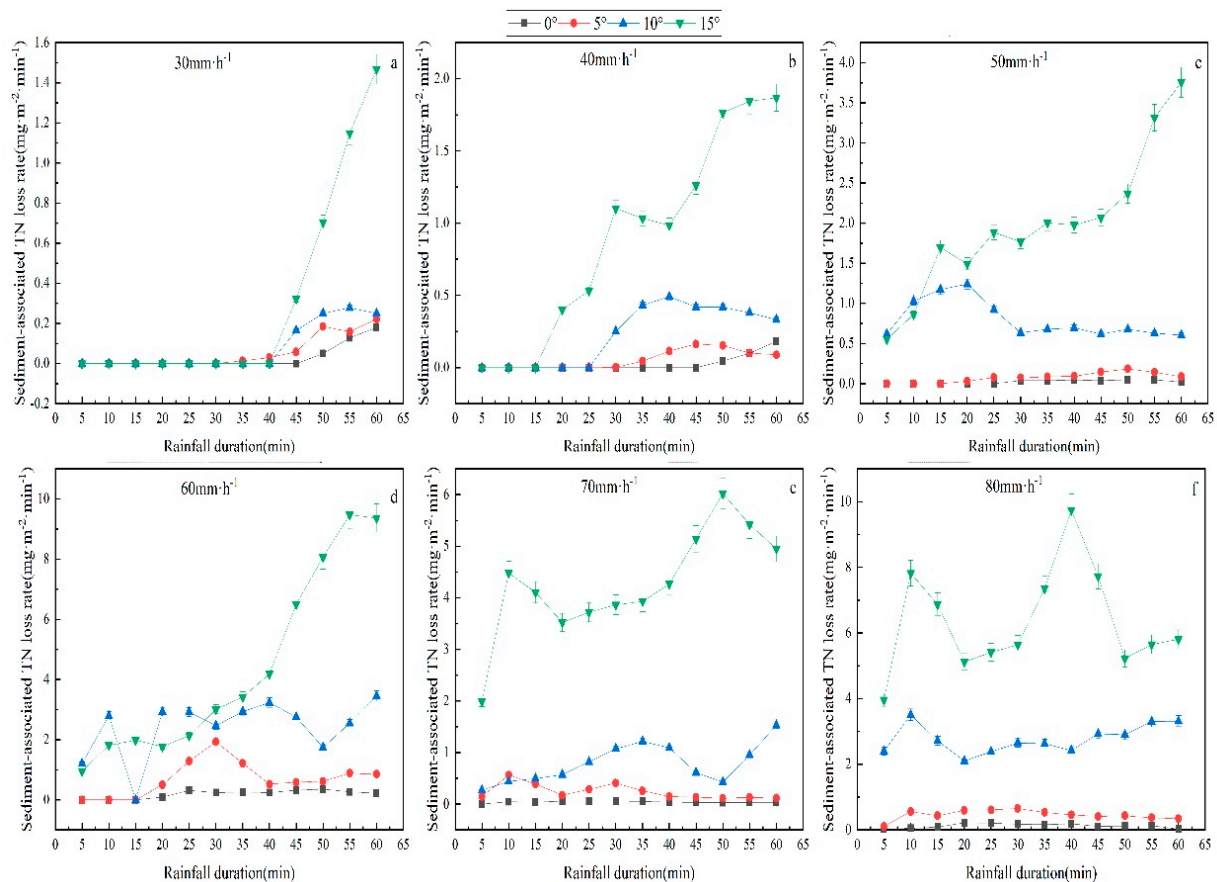 0° 5° 10° 15°
30mm·h⁻¹ a
Sediment-associated TN loss rate(mg·m⁻²·min⁻¹)
1.6
1.4
1.2
1.0
0.8
0.6
0.4
0.2
0.0
-0.2
0 5 10 15 20 25 30 35 40 45 50 55 60 65
Rainfall duration(min)
40mm·h⁻¹ b
Sediment-associated TN loss rate(mg·m⁻²·min⁻¹)
2.0
1.5
1.0
0.5
0.0
0 5 10 15 20 25 30 35 40 45 50 55 60 65
Rainfall duration(min)
50mm·h⁻¹ c
Sediment-associated TN loss rate(mg·m⁻²·min⁻¹)
4.0
3.5
3.0
2.5
2.0
1.5
1.0
0.5
0.0
0 5 10 15 20 25 30 35 40 45 50 55 60 65
Rainfall duration(min)
60mm·h⁻¹ d
Sediment-associated TN loss rate(mg·m⁻²·min⁻¹)
10
8
6
4
2
0
0 5 10 15 20 25 30 35 40 45 50 55 60 65
Rainfall duration(min)
70mm·h⁻¹ e
Sediment-associated TN loss rate(mg·m⁻²·min⁻¹)
6
5
4
3
2
1
0
0 5 10 15 20 25 30 35 40 45 50 55 60 65
Rainfall duration(min)
80mm·h⁻¹ f
Sediment-associated TN loss rate(mg·m⁻²·min⁻¹)
10
8
6
4
2
0
0 5 10 15 20 25 30 35 40 45 50 55 60 65
Rainfall duration(min)